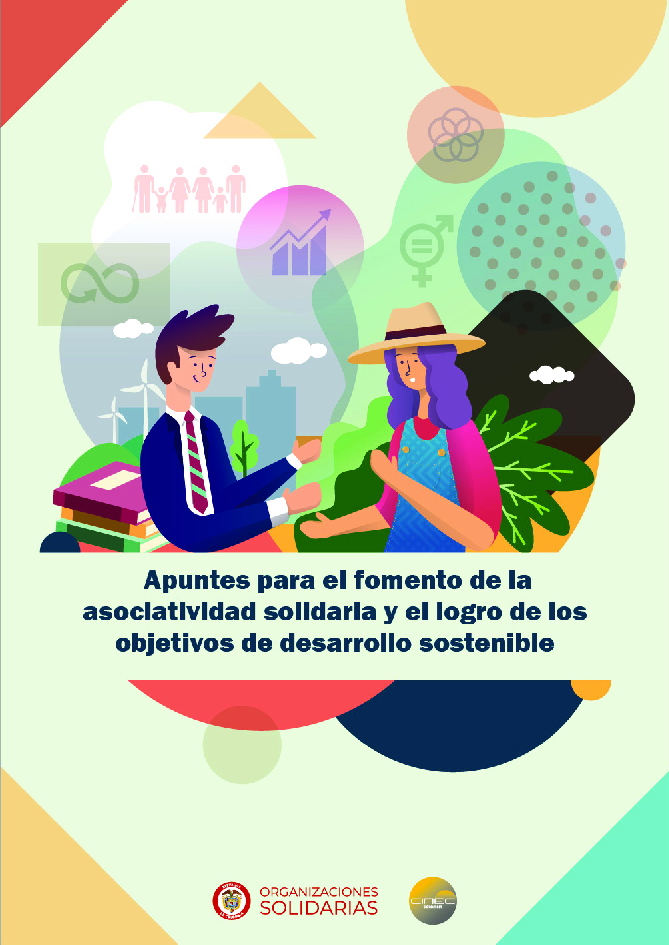 Apuntes para el fomento de la
asociatividad solidaria y el logro de los
objetivos de desarrollo sostenible
ORGANIZACIONES
SOLIDARIAS
CINEC